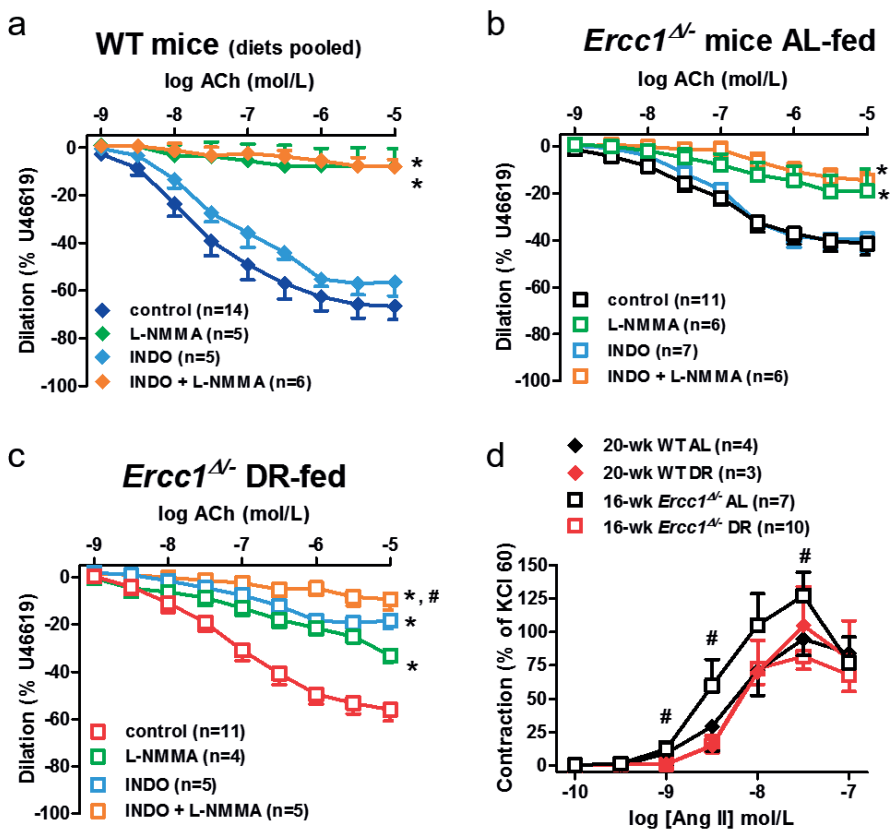 a
WT mice (diets pooled)
log ACh (mol/L)
-9 -8 -7 -6 -5
0
-20
-40
-60
-80
-100
Dilation (% U46619)
*
*
control (n=14)
L-NMMA (n=5)
INDO (n=5)
INDO + L-NMMA (n=6)
b
Ercc1Δ/- mice AL-fed
log ACh (mol/L)
-9 -8 -7 -6 -5
0
-20
-40
-60
-80
-100
Dilation (% U46619)
*
*
control (n=11)
L-NMMA (n=6)
INDO (n=7)
INDO + L-NMMA (n=6)
c
Ercc1Δ/- DR-fed
log ACh (mol/L)
-9 -8 -7 -6 -5
0
-20
-40
-60
-80
-100
Dilation (% U46619)
*, #
*
*
control (n=11)
L-NMMA (n=4)
INDO (n=5)
INDO + L-NMMA (n=5)
d
20-wk WT AL (n=4)
20-wk WT DR (n=3)
16-wk Ercc1Δ/- AL (n=7)
16-wk Ercc1Δ/- DR (n=10)
150
125
100
75
50
25
0
Contraction (% of KCl 60)
#
#
#
-10 -9 -8 -7
log [Ang II] mol/L